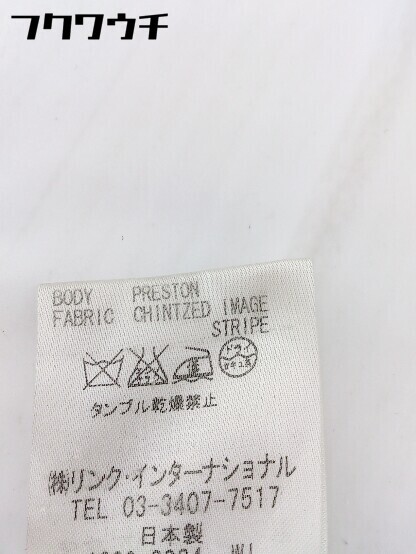 フクワウチ
BODY PRESTON
FABRIC CHINTZED IMAGE
STRIPE
ドライ
タンブル乾燥禁止
㈱リンク・インターナショナル
TEL 03-3407-7517
日本製